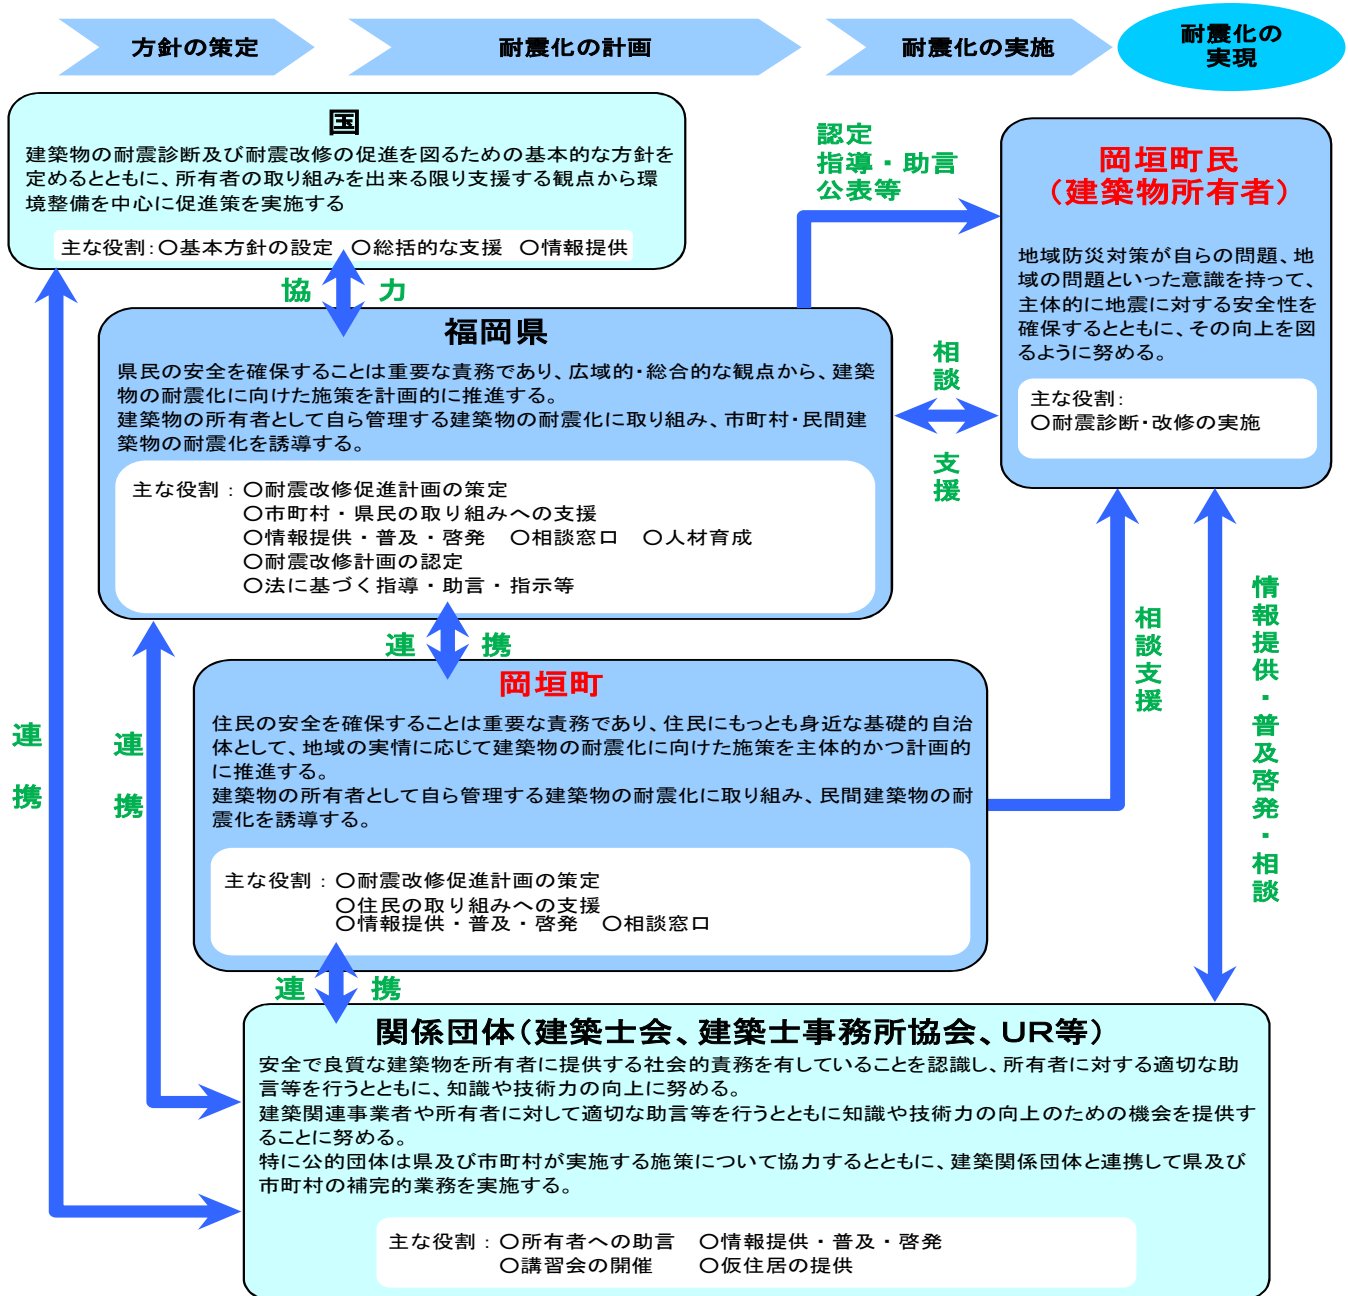 方針の策定
耐震化の計画
耐震化の実施
耐震化の
実現
国
建築物の耐震診断及び耐震改修の促進を図るための基本的な方針を
定めるとともに、所有者の取り組みを出来る限り支援する観点から環
境整備を中心に促進策を実施する
主な役割：〇基本方針の設定 〇総括的な支援 〇情報提供
認定
指導・助言
公表等
岡垣町民
（建築物所有者）
地域防災対策が自らの問題、地
域の問題といった意識を持って、
主体的に地震に対する安全性を
確保するとともに、その向上を図
るように努める。
主な役割：
〇耐震診断・改修の実施
協 力
福岡県
県民の安全を確保することは重要な責務であり、広域的・総合的な観点から、建築
物の耐震化に向けた施策を計画的に推進する。
建築物の所有者として自ら管理する建築物の耐震化に取り組み、市町村・民間建
築物の耐震化を誘導する。
主な役割：〇耐震改修促進計画の策定
〇市町村・県民の取り組みへの支援
〇情報提供・普及・啓発 〇相談窓口 〇人材育成
〇耐震改修計画の認定
〇法に基づく指導・助言・指示等
相談
支援
連 携
岡垣町
住民の安全を確保することは重要な責務であり、住民にもっとも身近な基礎的自治
体として、地域の実情に応じて建築物の耐震化に向けた施策を主体的かつ計画的
に推進する。
建築物の所有者として自ら管理する建築物の耐震化に取り組み、民間建築物の耐
震化を誘導する。
主な役割：〇耐震改修促進計画の策定
〇住民の取り組みへの支援
〇情報提供・普及・啓発 〇相談窓口
相談支援
情報提供・普及啓発・相談
連携
連携
連 携
関係団体（建築士会、建築士事務所協会、UR等）
安全で良質な建築物を所有者に提供する社会的責務を有していることを認識し、所有者に対する適切な助
言等を行うとともに、知識や技術力の向上に努める。
建築関連事業者や所有者に対して適切な助言等を行うとともに知識や技術力の向上のための機会を提供す
ることに努める。
特に公的団体は県及び市町村が実施する施策について協力するとともに、建築関係団体と連携して県及び
市町村の補完的業務を実施する。
主な役割：〇所有者への助言 〇情報提供・普及・啓発
〇講習会の開催 〇仮住居の提供